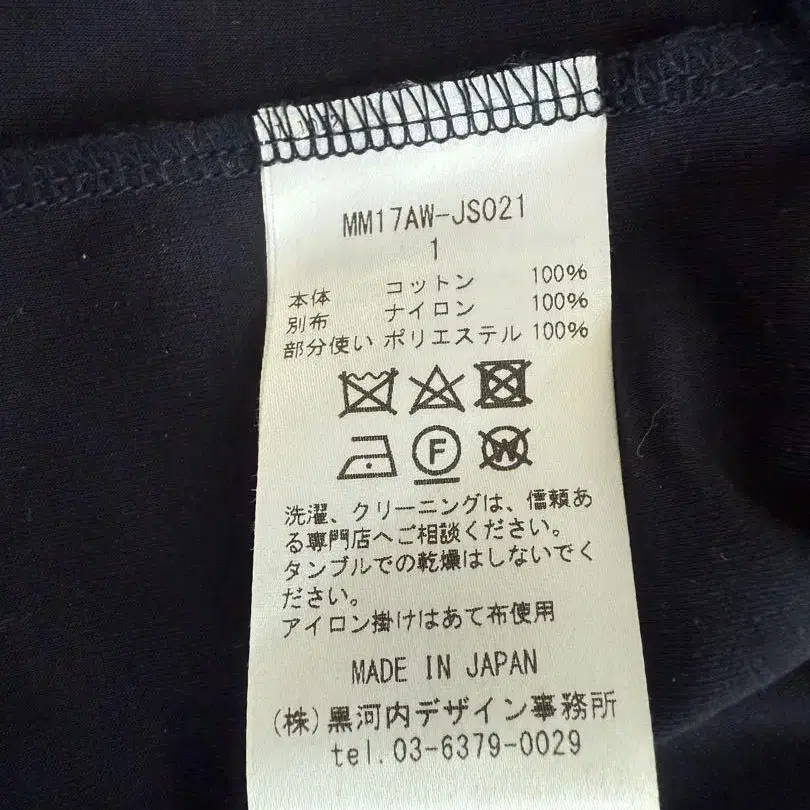 MM17AW-JS021
1
本体 コットン 100%
別布 ナイロン 100%
部分使い ポリエステル 100%
F
W
洗濯、クリーニングは、信頼あ
る専門店へご相談ください。
タンブルでの乾燥はしないでく
ださい。
アイロン掛けはあて布使用
MADE IN JAPAN
(株)黒河内デザイン事務所
tel.03-6379-0029